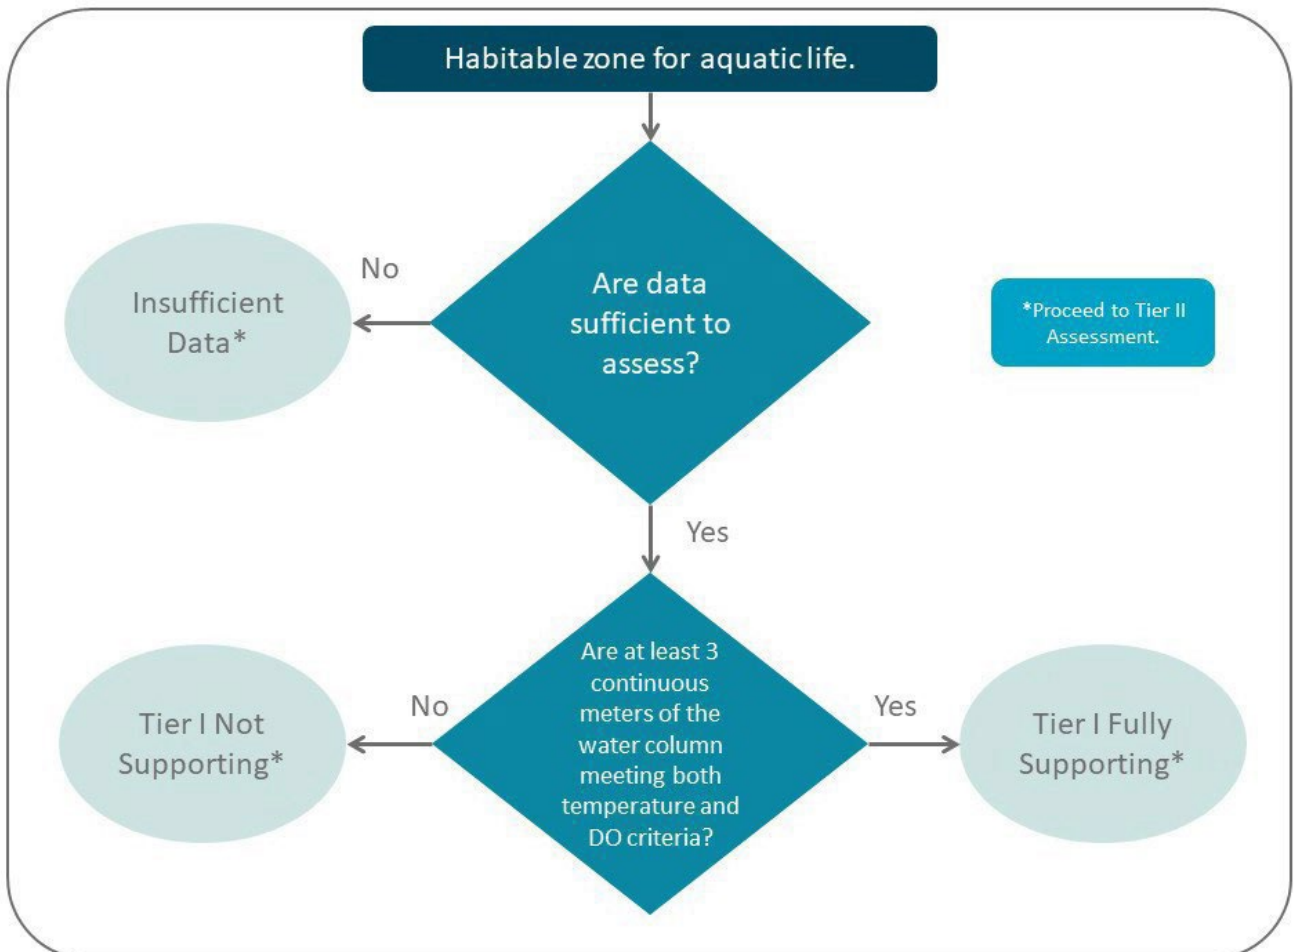 Habitable zone for aquatic life.
No
Insufficient
Data*
Are data
sufficient to
assess?
*Proceed to Tier II
Assessment.
Yes
Are at least 3
continuous
meters of the
water column
meeting both
temperature and
DO criteria?
No
Tier I Not
Supporting*
Yes
Tier I Fully
Supporting*